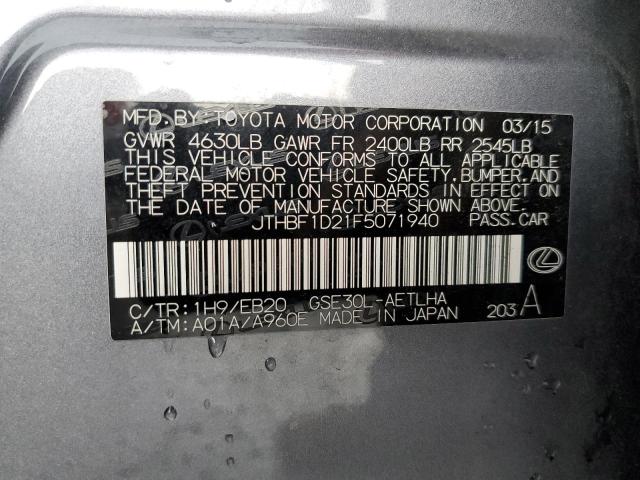 MFD.BY:TOYOTA MOTOR CORPORATION 03/15
GVWR 4630LB GAWR FR 2400LB RR 2545LB
THIS VEHICLE CONFORMS TO ALL APPLICABLE
FEDERAL MOTOR VEHICLE SAFETY,BUMPER,AND
THEFT PREVENTION STANDARDS IN EFFECT ON
THE DATE OF MANUFACTURE SHOWN ABOVE.
JTHBF1D21F5071940 PASS.CAR
C/TR:1H9/EB20 GSE30L-AETLHA
A/TM:A01A/A960E MADE IN JAPAN 203 A